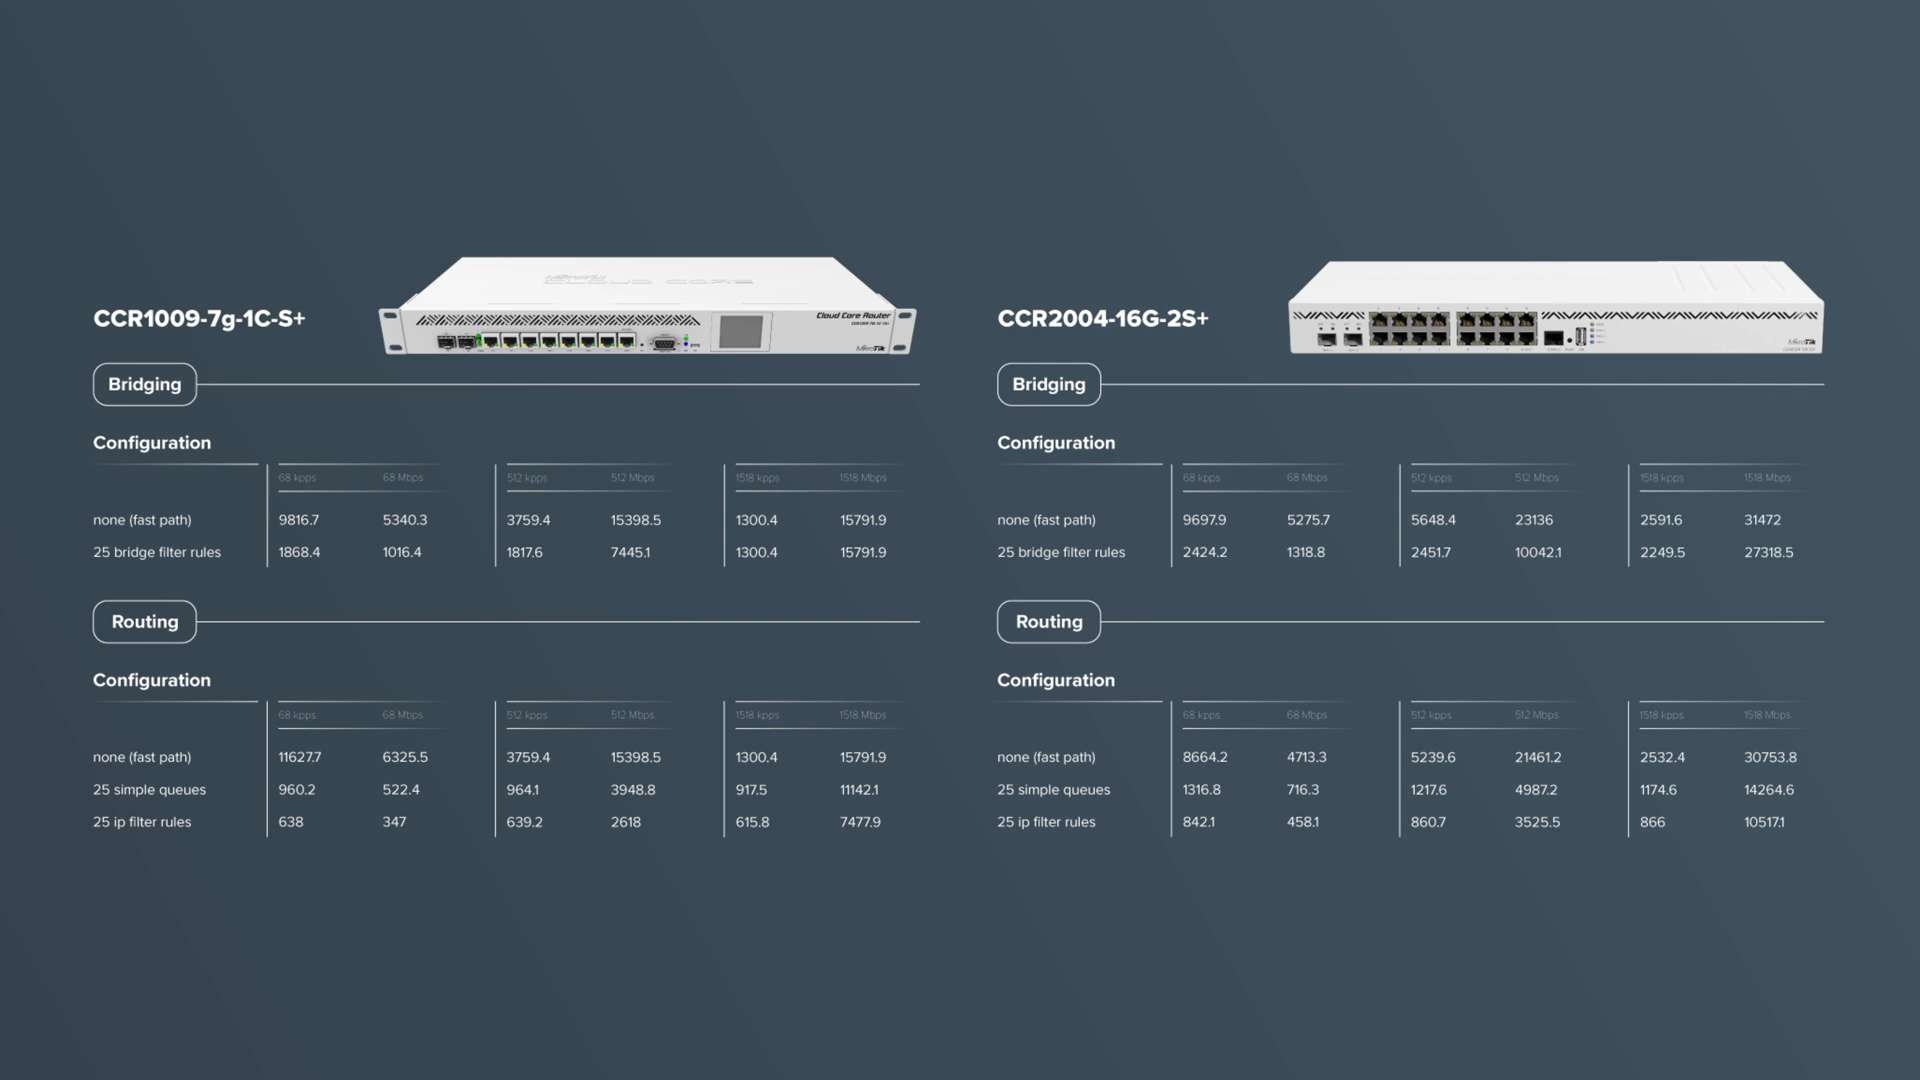 CCR1009-7g-1C-S+
CLOUD CORE
Cloud Core Router
MikroTik
Bridging
Configuration
68 kpps 68 Mbps 512 kpps 512 Mbps 1518 kpps 1518 Mbps
none (fast path) 9816.7 5340.3 3759.4 15398.5 1300.4 15791.9
25 bridge filter rules 1868.4 1016.4 1817.6 7445.1 1300.4 15791.9
Routing
Configuration
68 kpps 68 Mbps 512 kpps 512 Mbps 1518 kpps 1518 Mbps
none (fast path) 11627.7 6325.5 3759.4 15398.5 1300.4 15791.9
25 simple queues 960.2 522.4 964.1 3948.8 917.5 11142.1
25 ip filter rules 638 347 639.2 2618 615.8 7477.9
CCR2004-16G-2S+
MikroTik
Bridging
Configuration
68 kpps 68 Mbps 512 kpps 512 Mbps 1518 kpps 1518 Mbps
none (fast path) 9697.9 5275.7 5648.4 23136 2591.6 31472
25 bridge filter rules 2424.2 1318.8 2451.7 10042.1 2249.5 27318.5
Routing
Configuration
68 kpps 68 Mbps 512 kpps 512 Mbps 1518 kpps 1518 Mbps
none (fast path) 8664.2 4713.3 5239.6 21461.2 2532.4 30753.8
25 simple queues 1316.8 716.3 1217.6 4987.2 1174.6 14264.6
25 ip filter rules 842.1 458.1 860.7 3525.5 866 10517.1